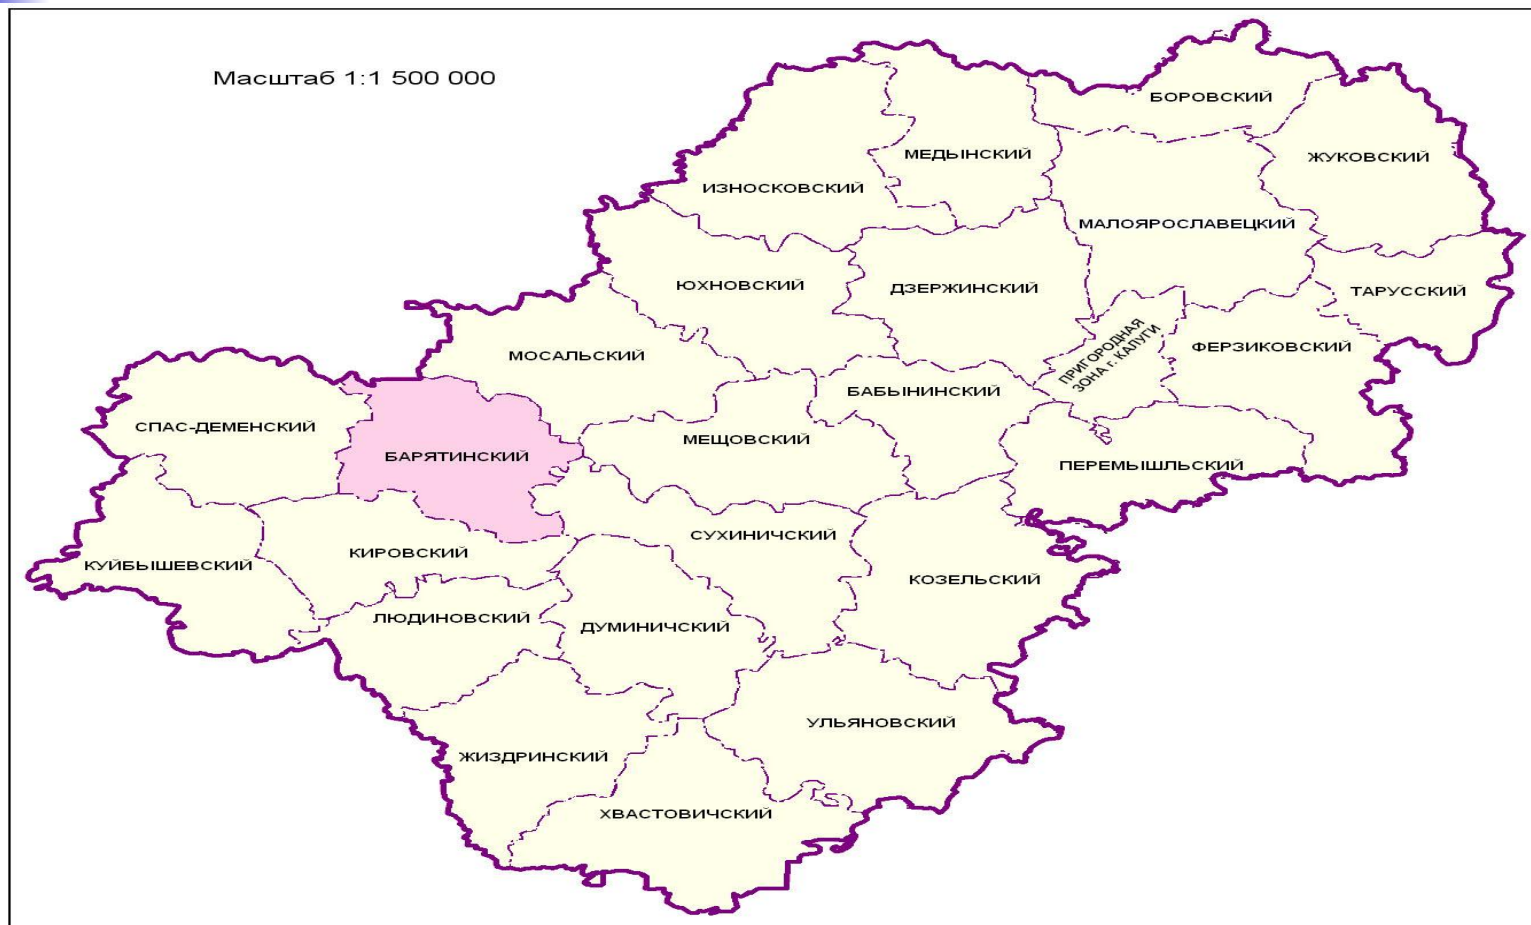 Масштаб 1:1 500 000
БОРОВСКИЙ
МЕДЫНСКИЙ
ЖУКОВСКИЙ
ИЗНОСКОВСКИЙ
МАЛОЯРОСЛАВЕЦКИЙ
ЮХНОВСКИЙ
ДЗЕРЖИНСКИЙ
ТАРУССКИЙ
ПРИГОРОДНАЯ
ЗОНА г. КАЛУГИ
ФЕРЗИКОВСКИЙ
МОСАЛЬСКИЙ
БАБЫНИНСКИЙ
СПАС-ДЕМЕНСКИЙ
МЕЩОВСКИЙ
БАРЯТИНСКИЙ
ПЕРЕМЫШЛЬСКИЙ
СУХИНИЧСКИЙ
КИРОВСКИЙ
КУЙБЫШЕВСКИЙ
КОЗЕЛЬСКИЙ
ЛЮДИНОВСКИЙ
ДУМИНИЧСКИЙ
УЛЬЯНОВСКИЙ
ЖИЗДРИНСКИЙ
ХВАСТОВИЧСКИЙ